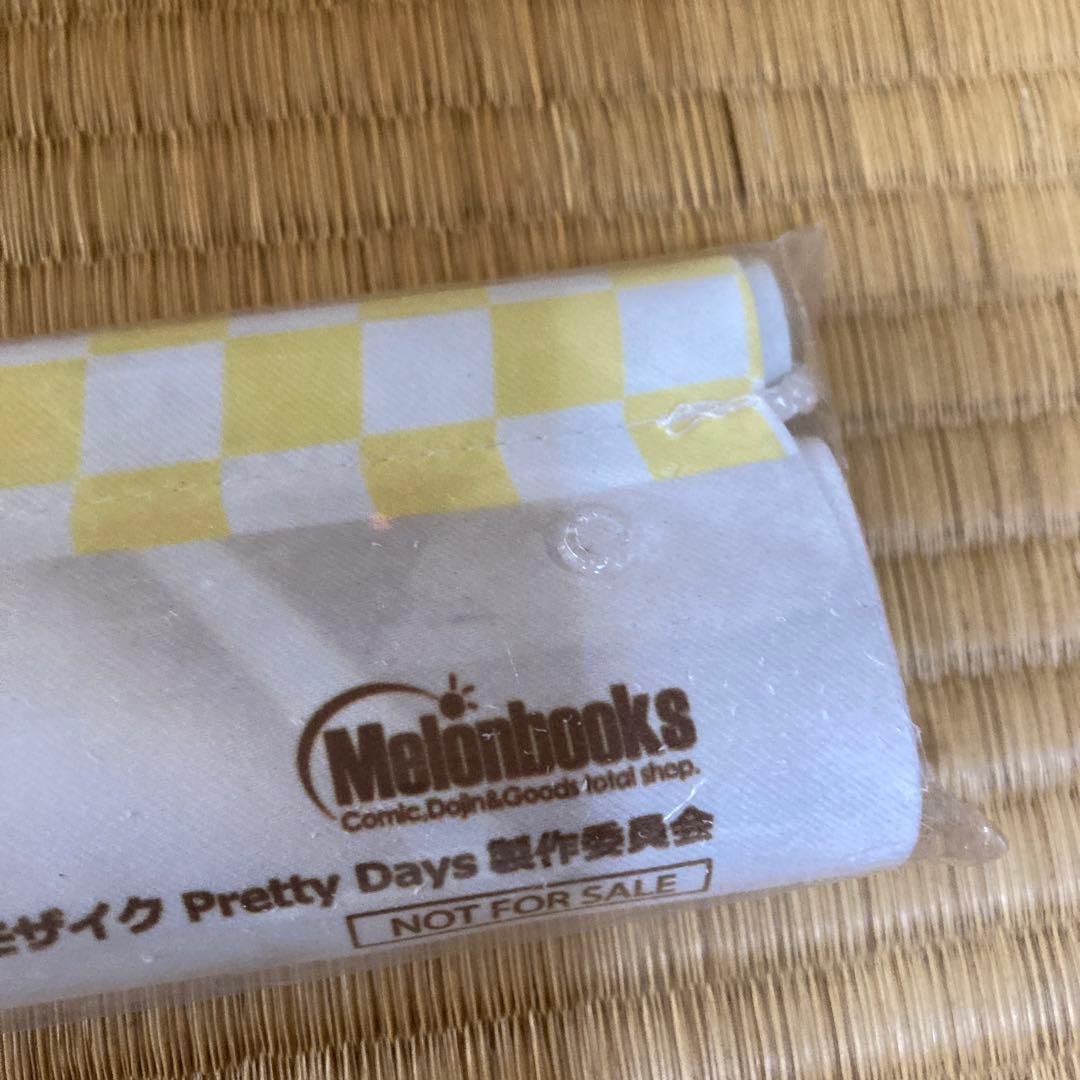 Melonbooks
Comic,Dojin&Goods total shop.
モザイク Pretty Days 製作委員会
NOT FOR SALE